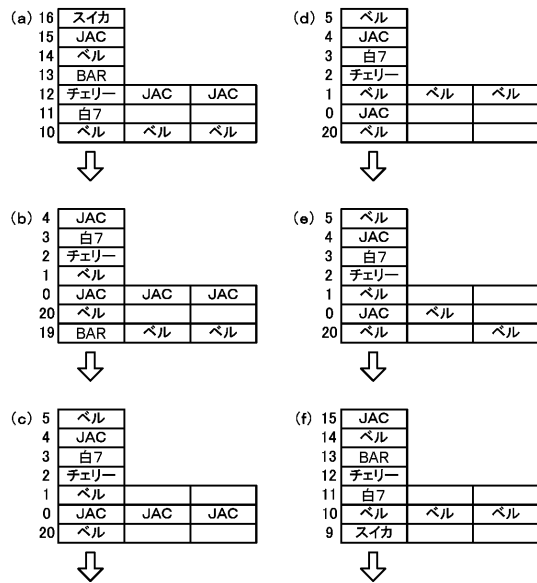 (a) 16 スイカ
15 JAC
14 ベル
13 BAR
12 チェリー JAC JAC
11 白7
10 ベル ベル ベル
(b) 4 JAC
3 白7
2 チェリー
1 ベル
0 JAC JAC JAC
20 ベル
19 BAR ベル ベル
(c) 5 ベル
4 JAC
3 白7
2 チェリー
1 ベル
0 JAC JAC JAC
20 ベル
(d) 5 ベル
4 JAC
3 白7
2 チェリー
1 ベル ベル ベル
0 JAC
20 ベル
(e) 5 ベル
4 JAC
3 白7
2 チェリー
1 ベル
0 JAC ベル
20 ベル ベル
(f) 15 JAC
14 ベル
13 BAR
12 チェリー
11 白7
10 ベル ベル ベル
9 スイカ